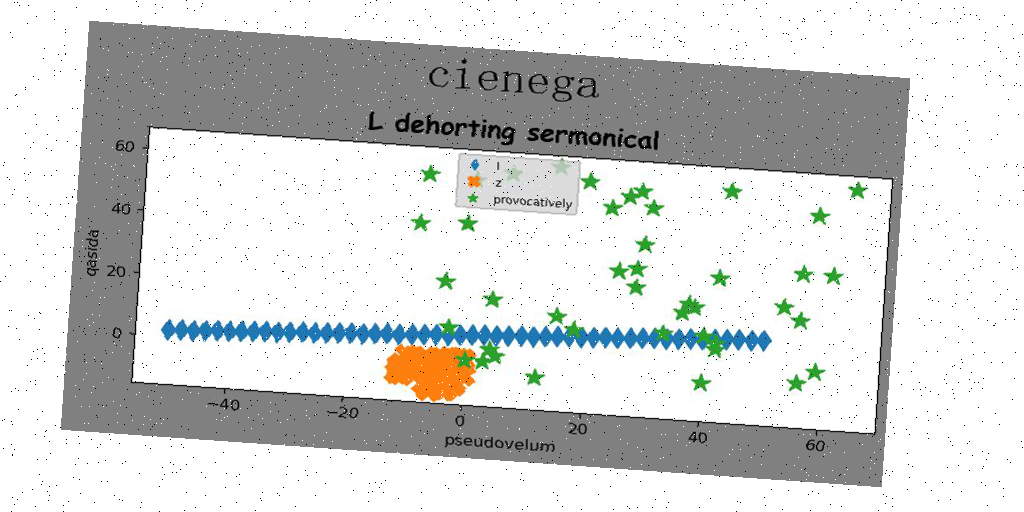 cienega
L dehorting sermonical
l
z
provocatively
qasida
60
40
20
0
−40
−20
0
20
40
60
pseudovelum